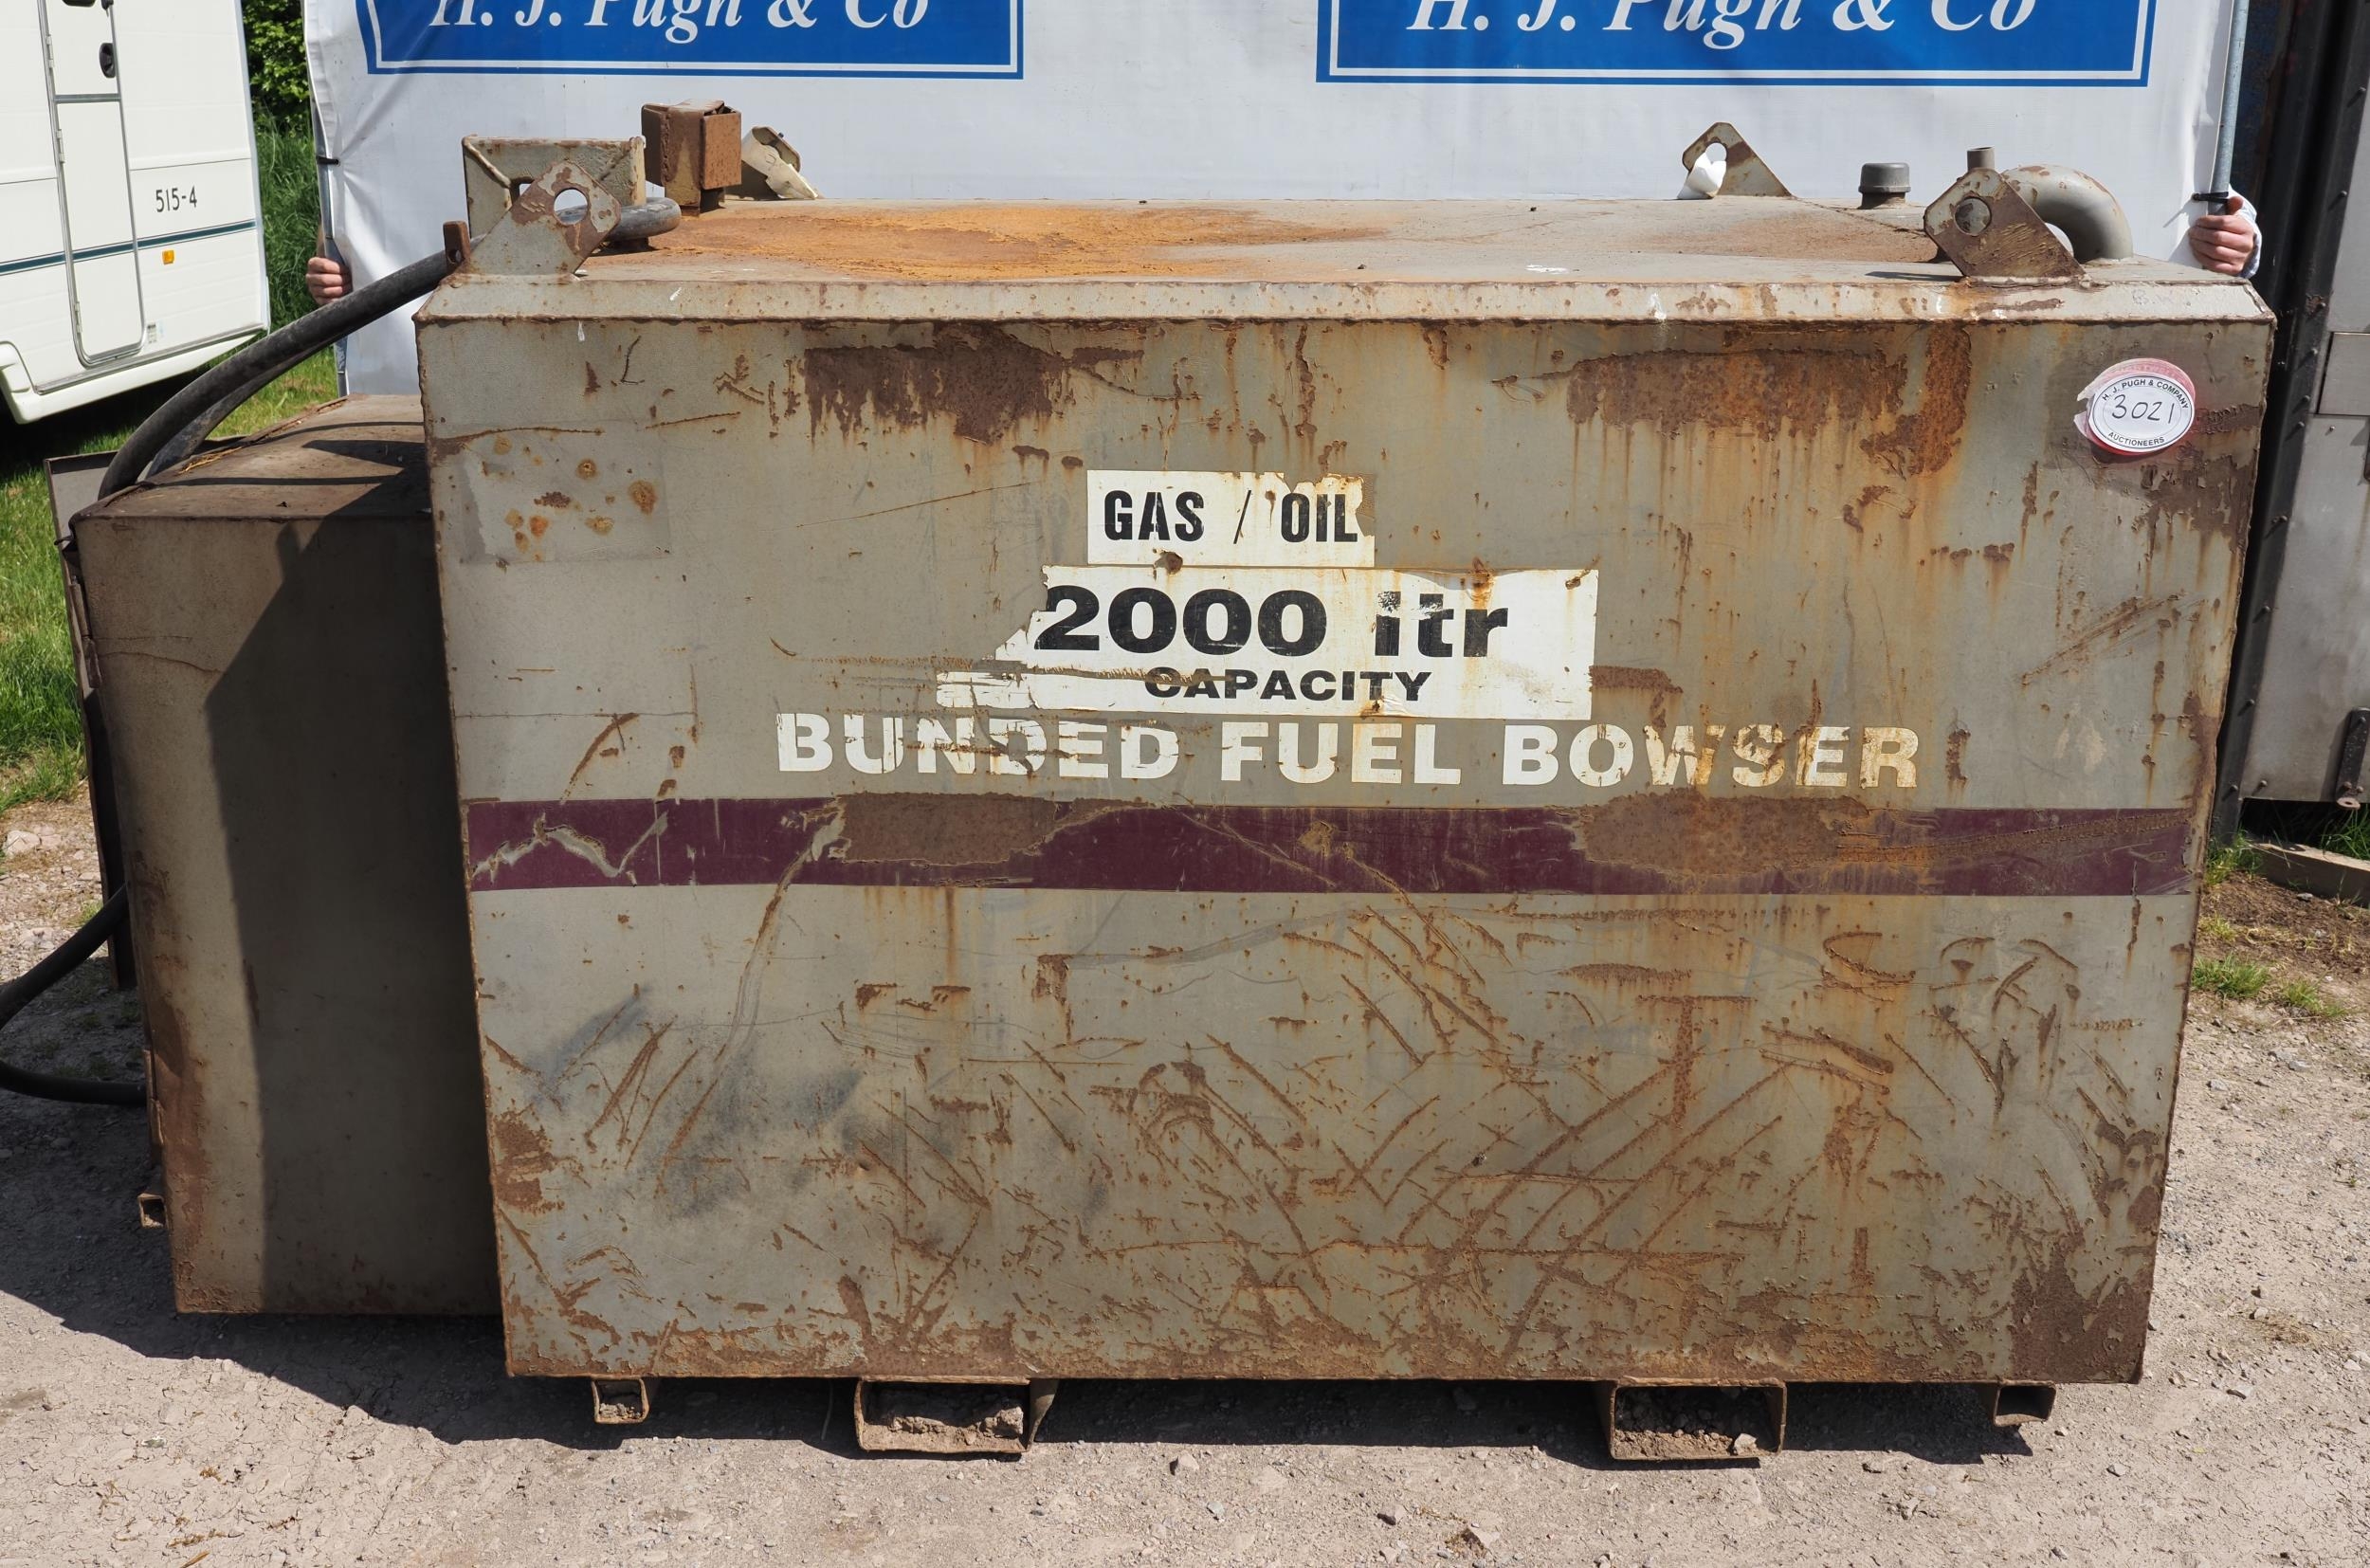 H. J. Pugh & Co
H. J. Pugh & Co
515-4
H. J. PUGH & COMPANY
3021
AUCTIONEERS
GAS / OIL
2000 ltr
CAPACITY
BUNDED FUEL BOWSER